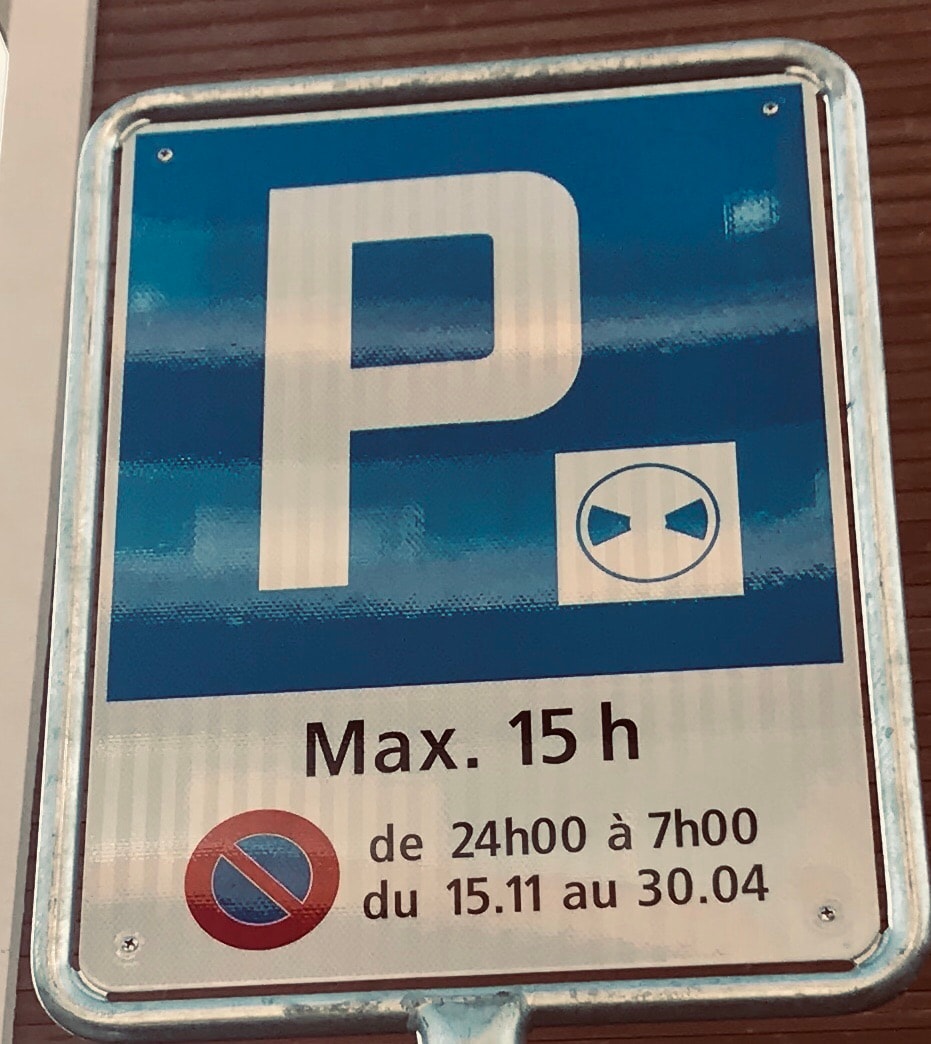 P
Max. 15 h
de 24h00 à 7h00
du 15.11 au 30.04